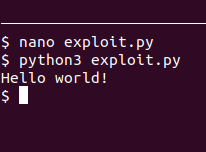 $ nano exploit.py
$ python3 exploit.py
Hello world!
$